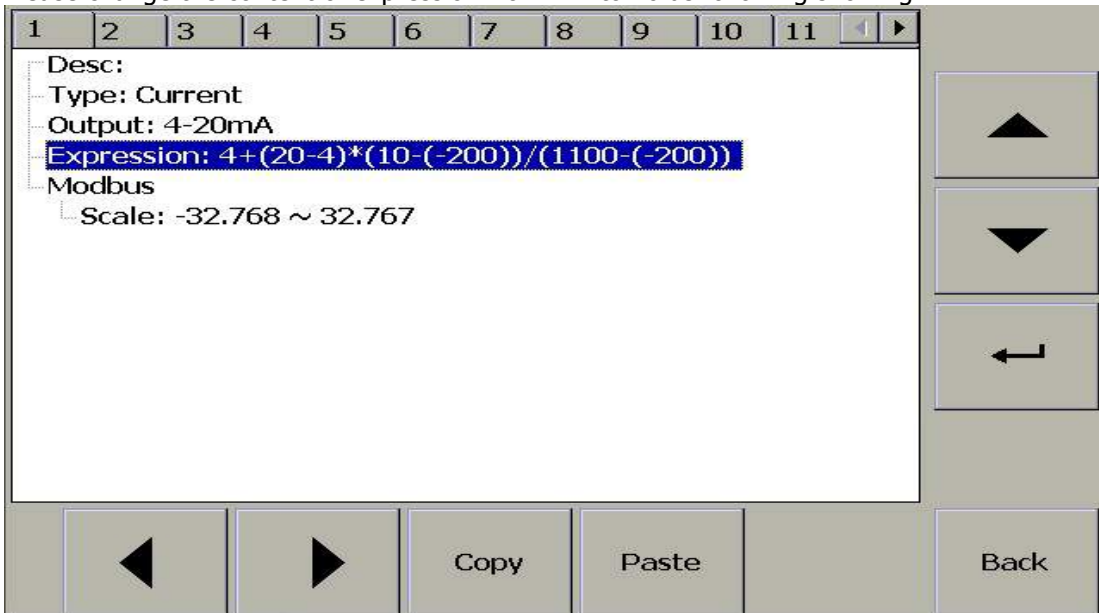 1 2 3 4 5 6 7 8 9 10 11
Desc:
Type: Current
Output: 4-20mA
Expression: 4+(20-4)*(10-(-200))/(1100-(-200))
Modbus
Scale: -32.768 ~ 32.767
Copy Paste Back